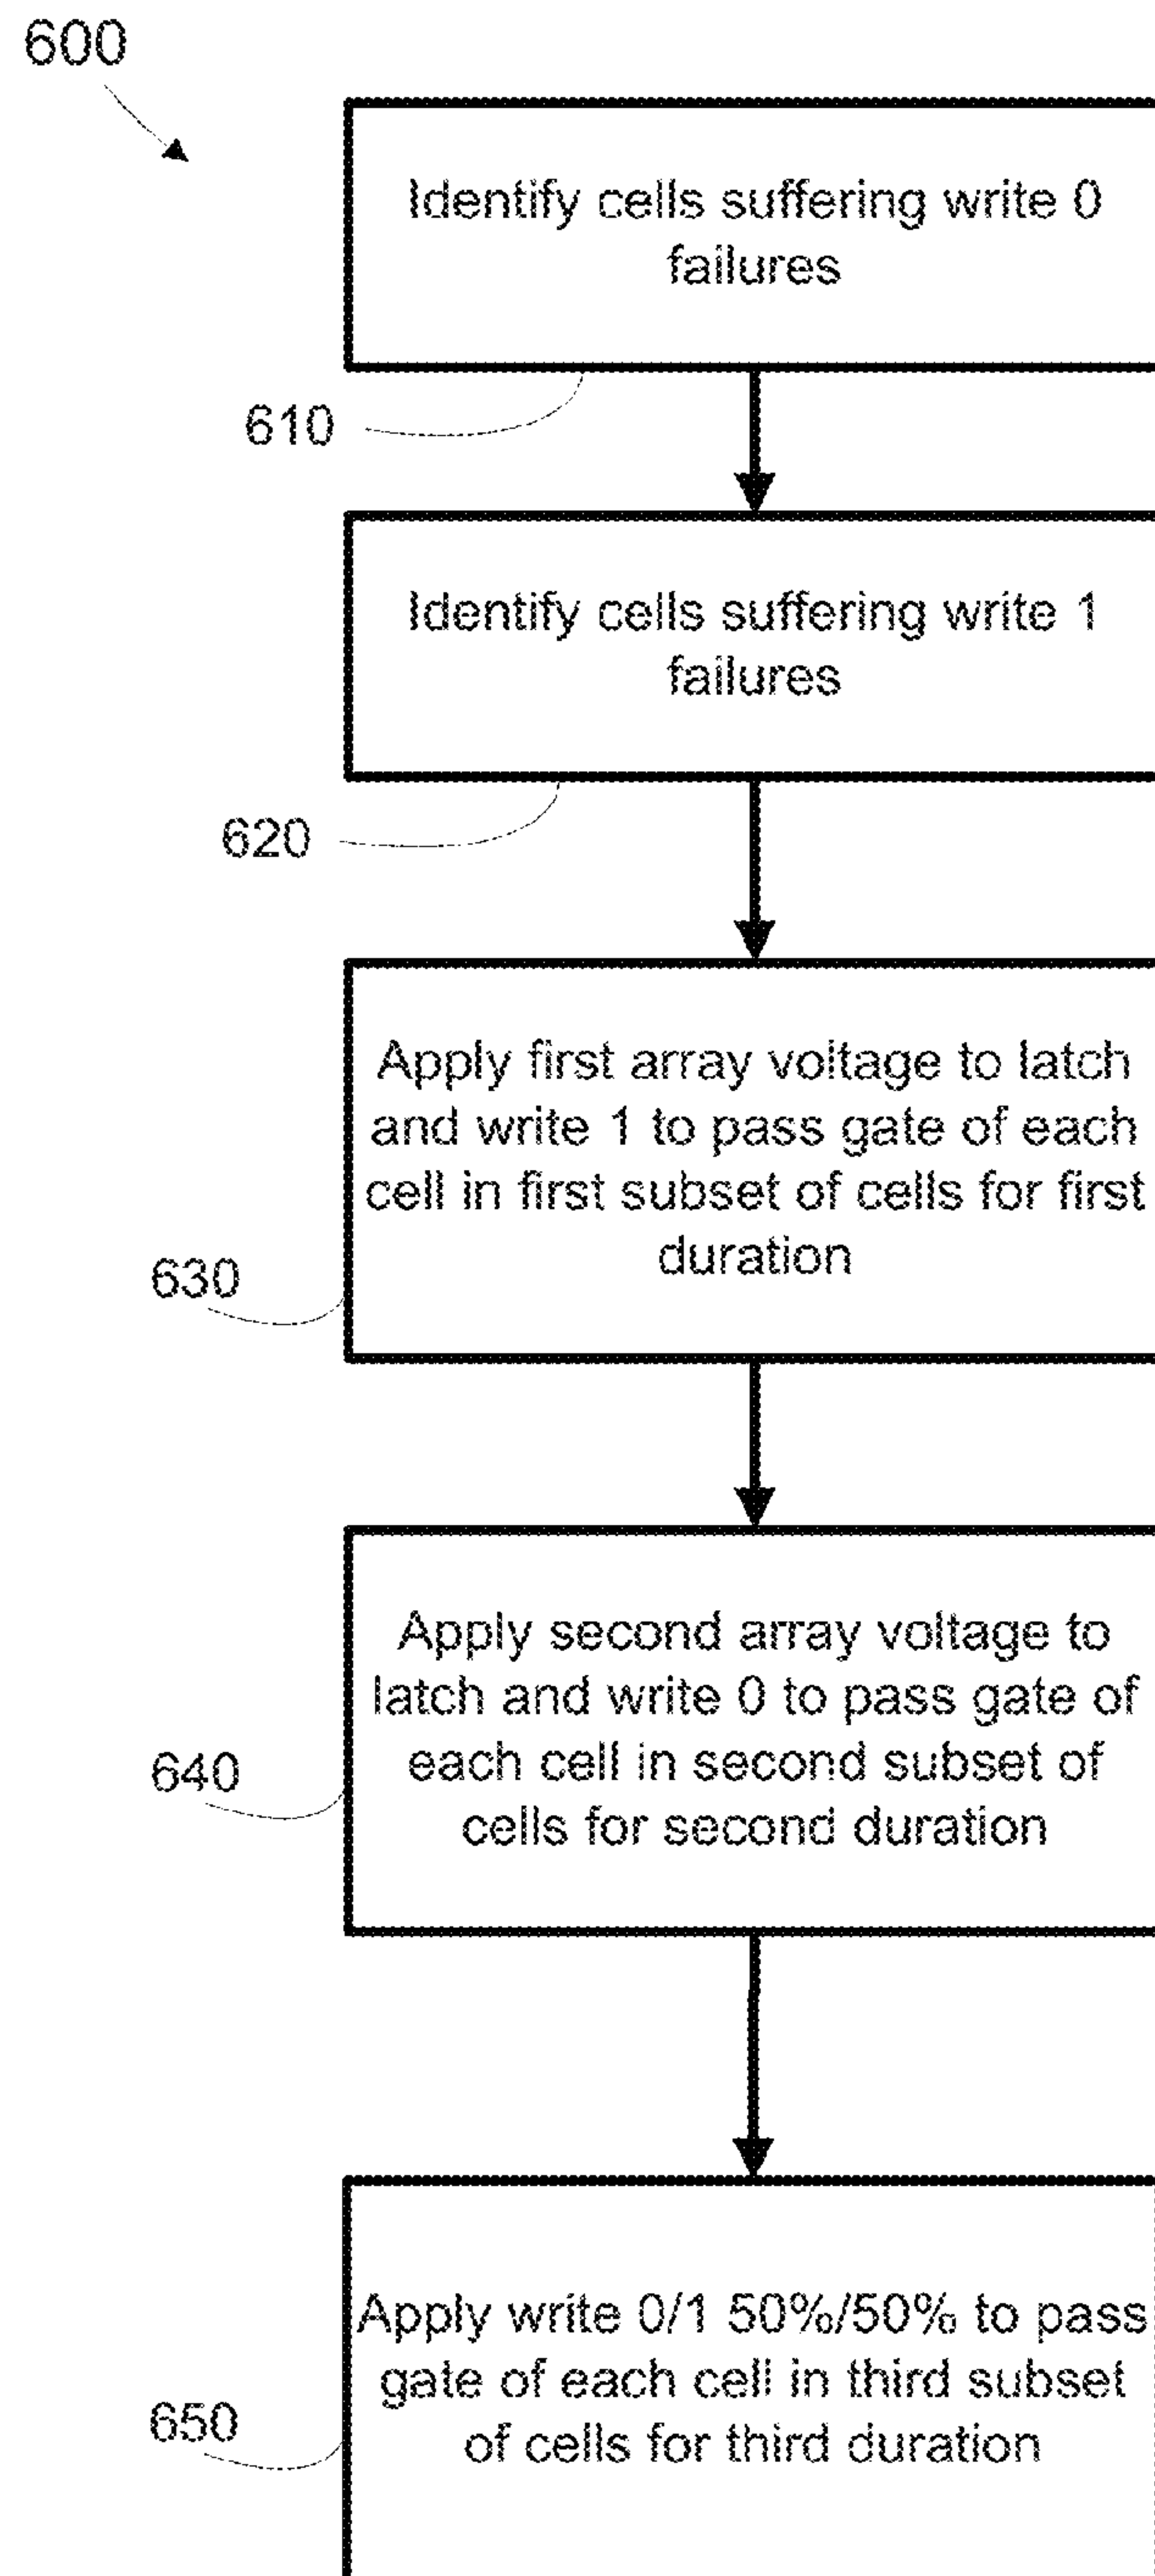 600
Identify cells suffering write 0
failures
610
Identify cells suffering write 1
failures
620
Apply first array voltage to latch
and write 1 to pass gate of each
cell in first subset of cells for first
duration
630
Apply second array voltage to
latch and write 0 to pass gate of
each cell in second subset of
cells for second duration
640
Apply write 0/1 50%/50% to pass
gate of each cell in third subset
of cells for third duration
650